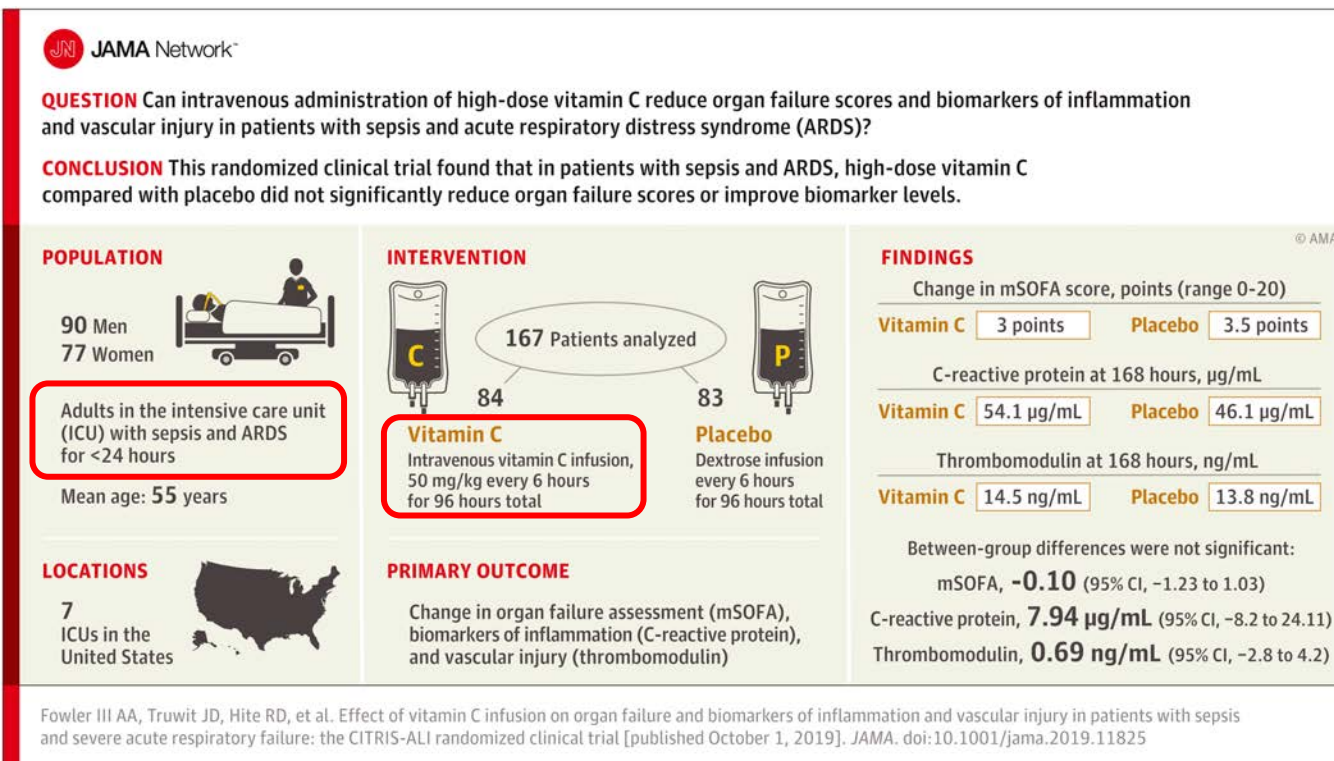 JN JAMA Network™
QUESTION Can intravenous administration of high-dose vitamin C reduce organ failure scores and biomarkers of inflammation
and vascular injury in patients with sepsis and acute respiratory distress syndrome (ARDS)?
CONCLUSION This randomized clinical trial found that in patients with sepsis and ARDS, high-dose vitamin C
compared with placebo did not significantly reduce organ failure scores or improve biomarker levels.
© AMA
POPULATION
90 Men
77 Women
Adults in the intensive care unit
(ICU) with sepsis and ARDS
for <24 hours
Mean age: 55 years
LOCATIONS
7
ICUs in the
United States
INTERVENTION
C
167 Patients analyzed
P
84
83
Vitamin C
Intravenous vitamin C infusion,
50 mg/kg every 6 hours
for 96 hours total
Placebo
Dextrose infusion
every 6 hours
for 96 hours total
PRIMARY OUTCOME
Change in organ failure assessment (mSOFA),
biomarkers of inflammation (C-reactive protein),
and vascular injury (thrombomodulin)
FINDINGS
Change in mSOFA score, points (range 0-20)
Vitamin C 3 points Placebo 3.5 points
C-reactive protein at 168 hours, µg/mL
Vitamin C 54.1 µg/mL Placebo 46.1 µg/mL
Thrombomodulin at 168 hours, ng/mL
Vitamin C 14.5 ng/mL Placebo 13.8 ng/mL
Between-group differences were not significant:
mSOFA, -0.10 (95% CI, −1.23 to 1.03)
C-reactive protein, 7.94 µg/mL (95% CI, −8.2 to 24.11)
Thrombomodulin, 0.69 ng/mL (95% CI, −2.8 to 4.2)
Fowler III AA, Truwit JD, Hite RD, et al. Effect of vitamin C infusion on organ failure and biomarkers of inflammation and vascular injury in patients with sepsis
and severe acute respiratory failure: the CITRIS-ALI randomized clinical trial [published October 1, 2019]. JAMA. doi:10.1001/jama.2019.11825